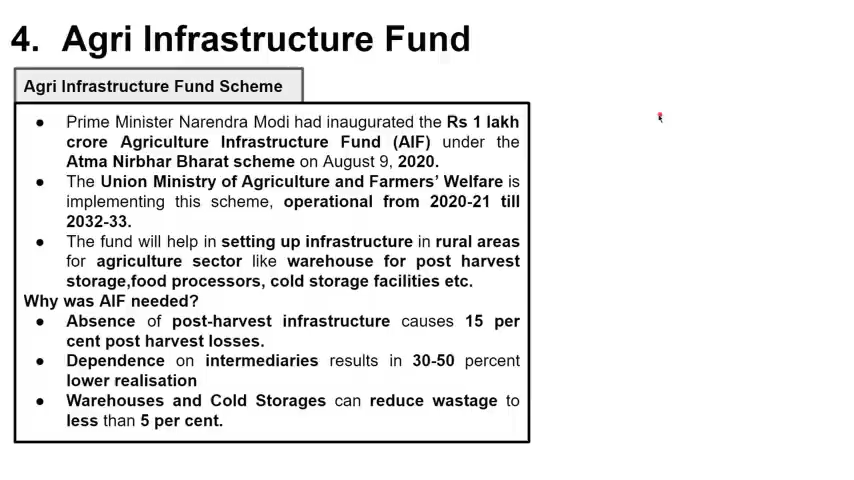 4. Agri Infrastructure Fund
Agri Infrastructure Fund Scheme
● Prime Minister Narendra Modi had inaugurated the Rs 1 lakh
crore Agriculture Infrastructure Fund (AIF) under the
Atma Nirbhar Bharat scheme on August 9, 2020.
● The Union Ministry of Agriculture and Farmers’ Welfare is
implementing this scheme, operational from 2020-21 till
2032-33.
● The fund will help in setting up infrastructure in rural areas
for agriculture sector like warehouse for post harvest
storage,food processors, cold storage facilities etc.
Why was AIF needed?
● Absence of post-harvest infrastructure causes 15 per
cent post harvest losses.
● Dependence on intermediaries results in 30-50 percent
lower realisation
● Warehouses and Cold Storages can reduce wastage to
less than 5 per cent.